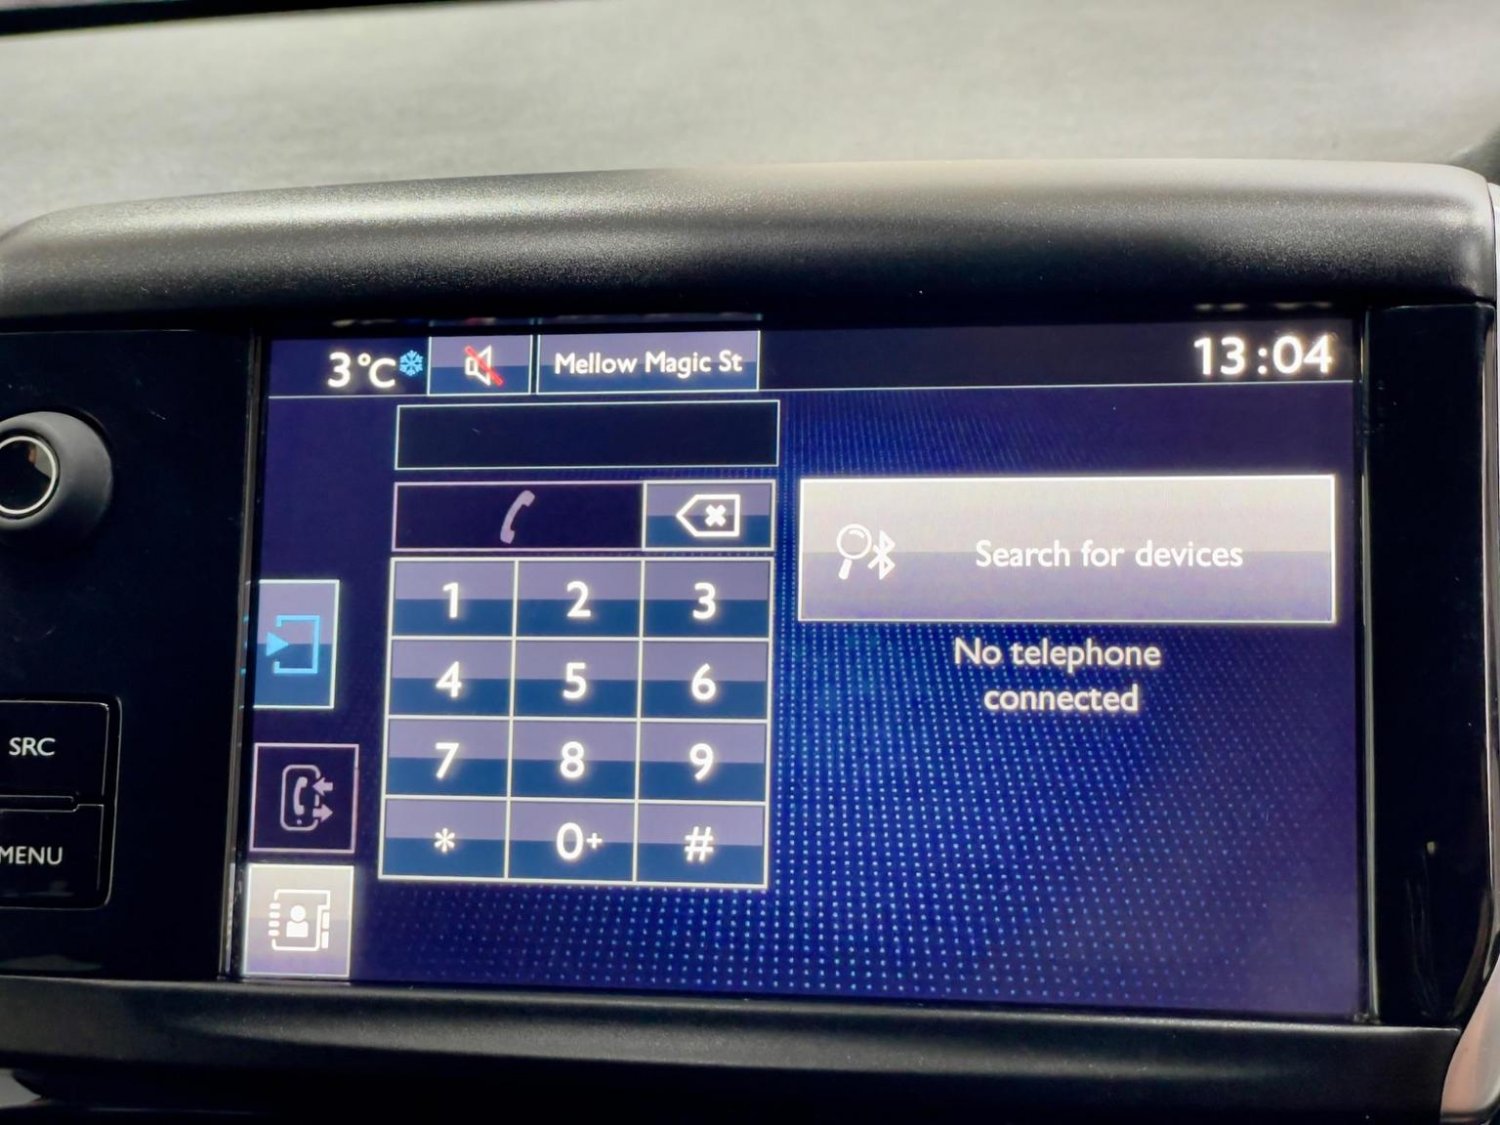 3°C
Mellow Magic St
13:04
Search for devices
No telephone
connected
1 2 3
4 5 6
7 8 9
* 0+ #
SRC
MENU